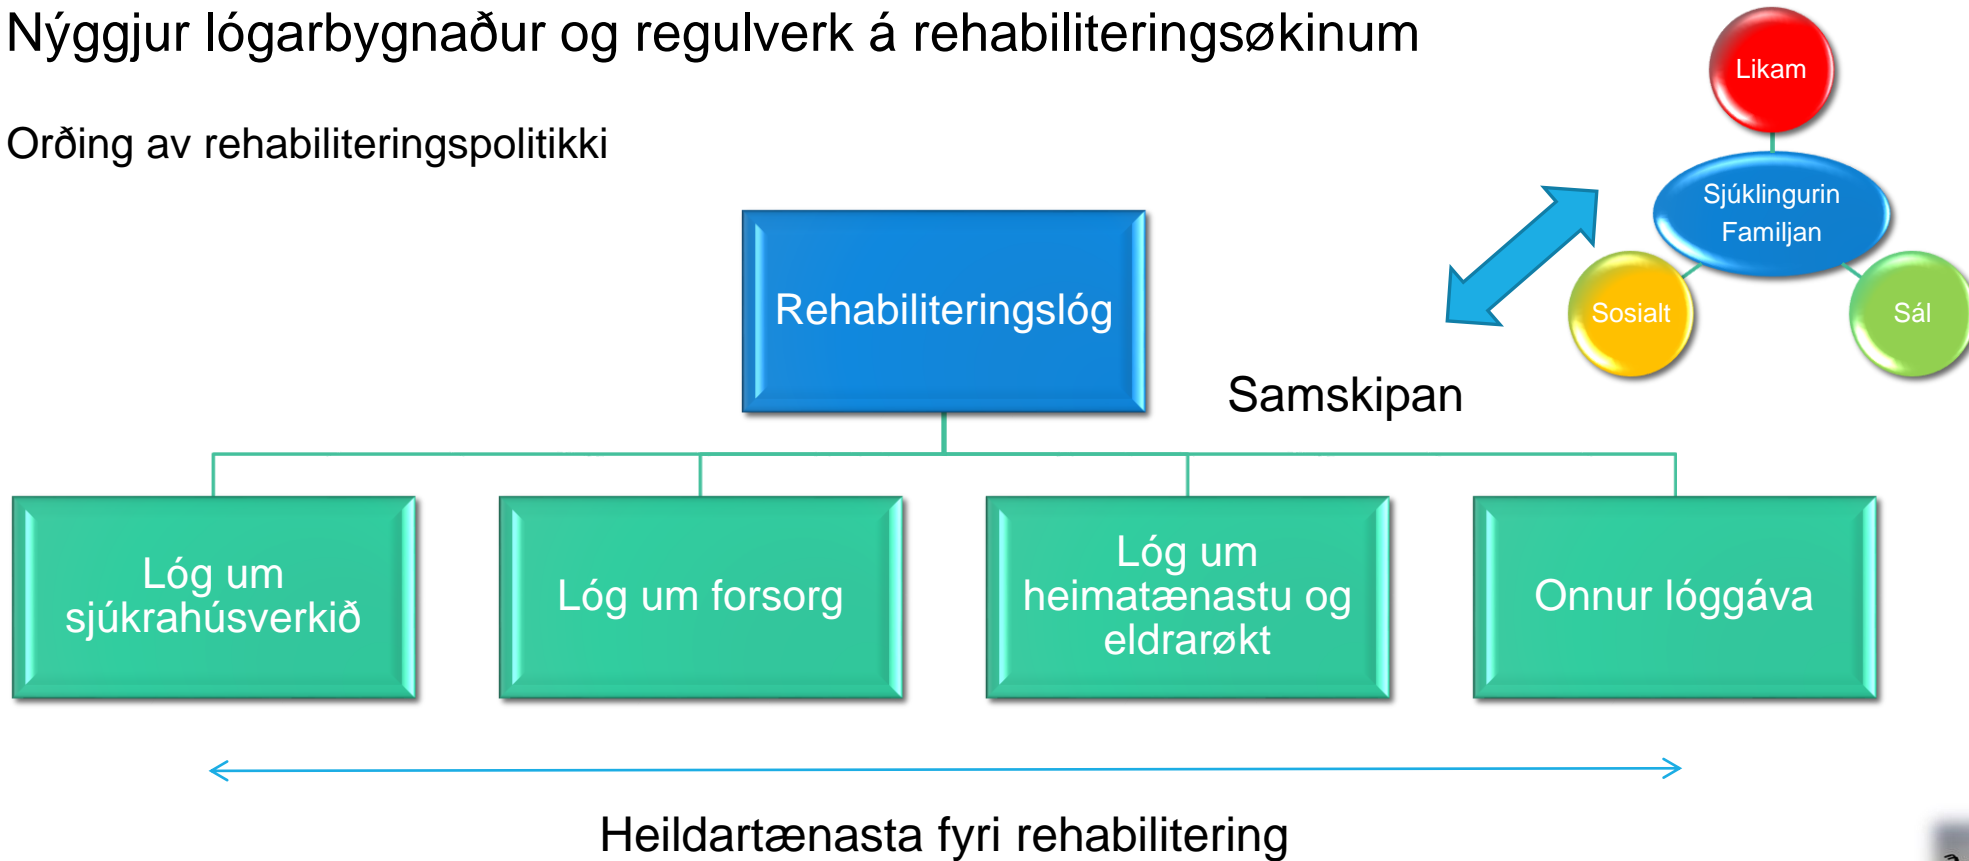 Nýggjur lógarbygnaður og regulverk á rehabiliteringsøkinum
Orðing av rehabiliteringspolitikki
Likam
Sjúklingurin
Familjan
Sosialt
Sál
Rehabiliteringslóg
Samskipan
Lóg um
sjúkrahúsverkið
Lóg um forsorg
Lóg um
heimatænastu og
eldrarøkt
Onnur lóggáva
Heildartænasta fyri rehabilitering